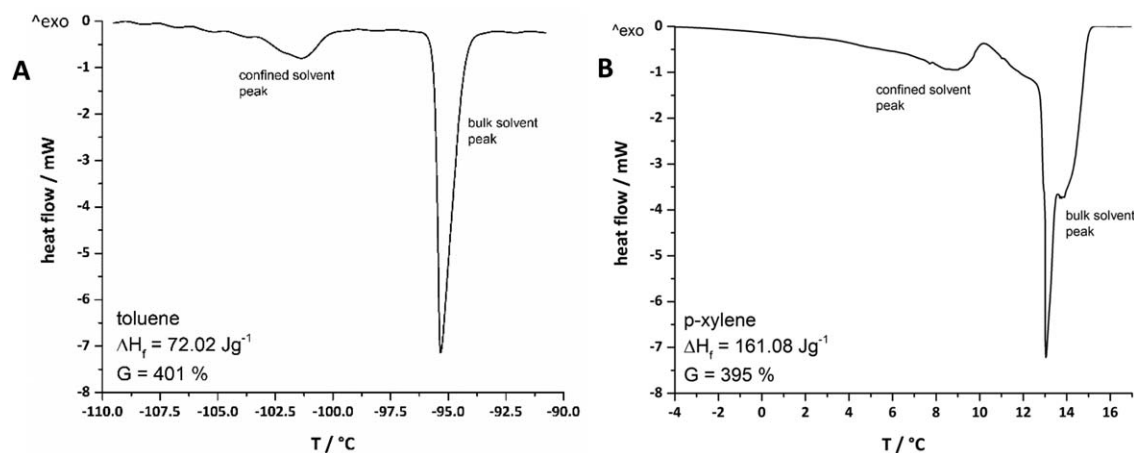 ^exo
A
0
-1
-2
-3
-4
-5
-6
-7
-8
heat flow / mW
confined solvent
peak
bulk solvent
peak
toluene
ΔHf = 72.02 Jg-1
G = 401 %
-110.0 -107.5 -105.0 -102.5 -100.0 -97.5 -95.0 -92.5 -90.0
T / °C
^exo
B
0
-1
-2
-3
-4
-5
-6
-7
-8
heat flow / mW
confined solvent
peak
bulk solvent
peak
p-xylene
ΔHf = 161.08 Jg-1
G = 395 %
-4 -2 0 2 4 6 8 10 12 14 16
T / °C